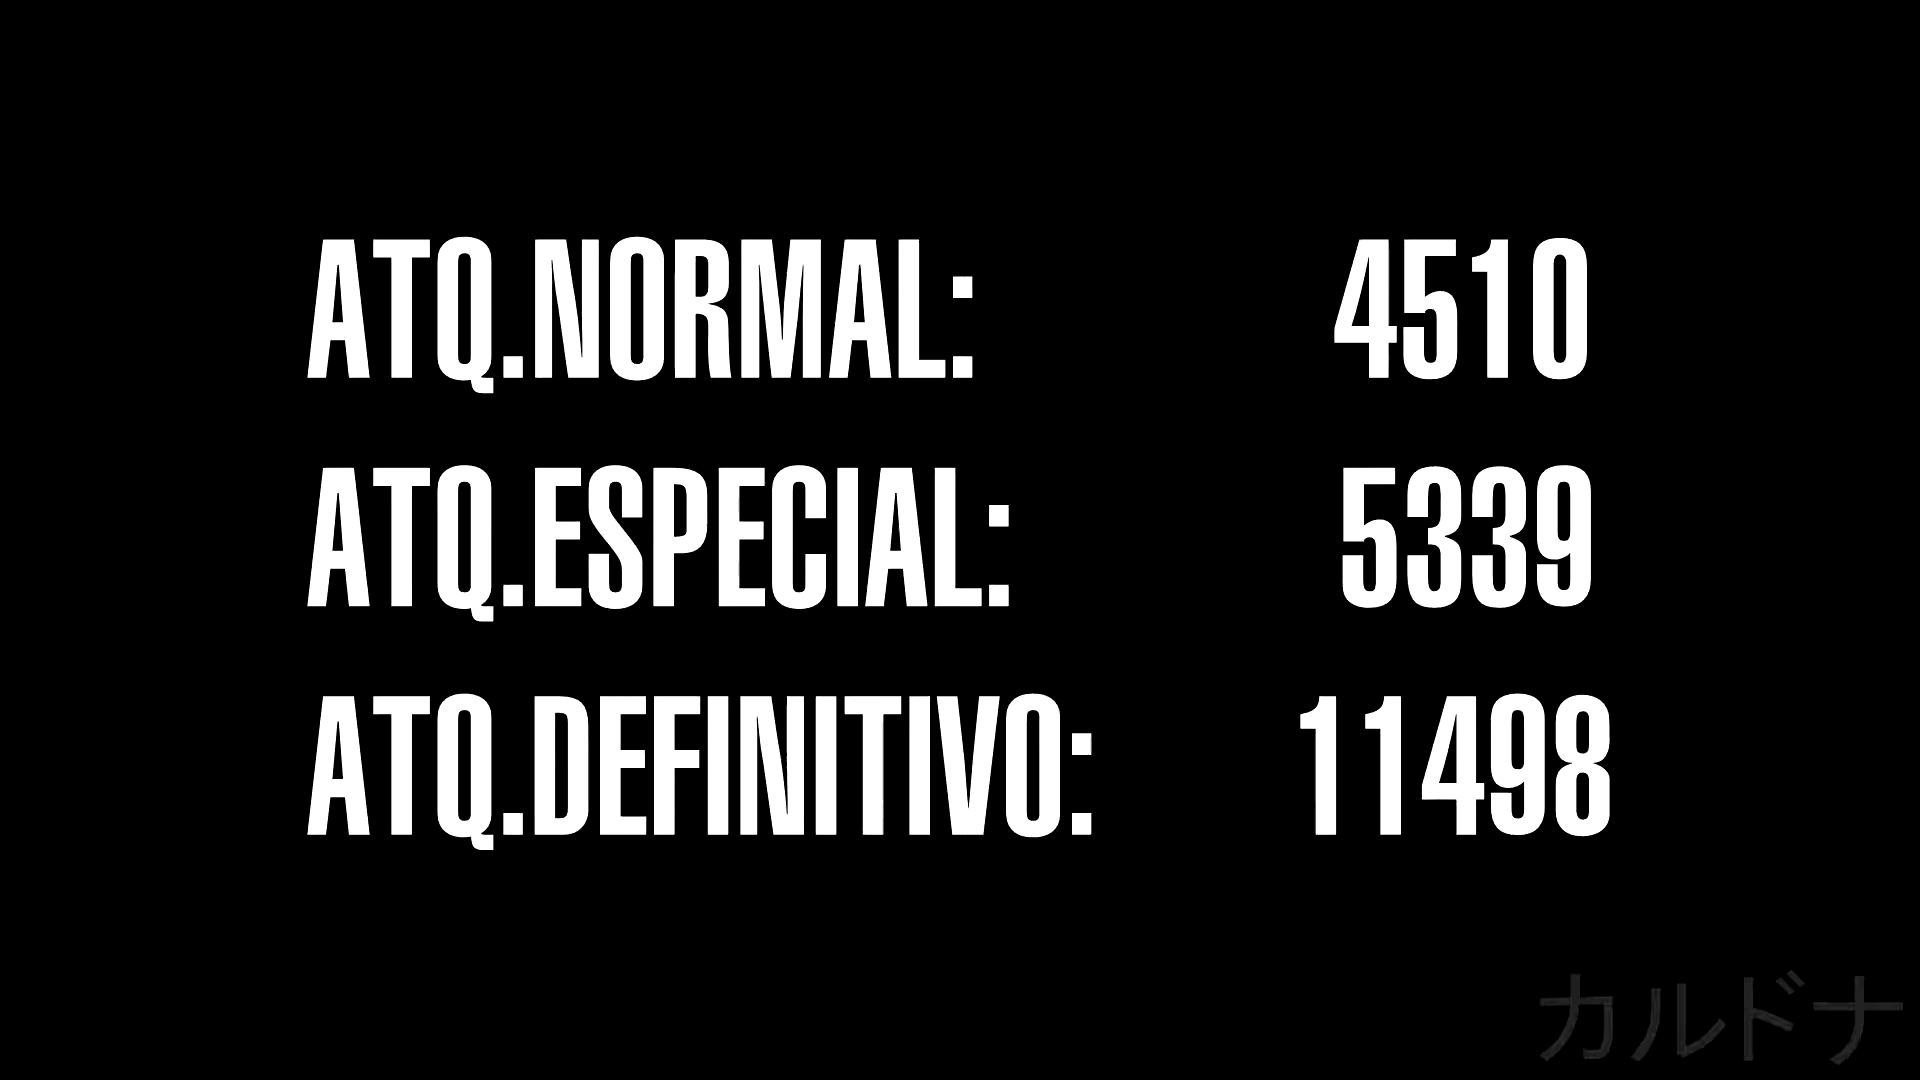 ATQ.NORMAL: 4510
ATQ.ESPECIAL: 5339
ATQ.DEFINITIVO: 11498
カルドナ